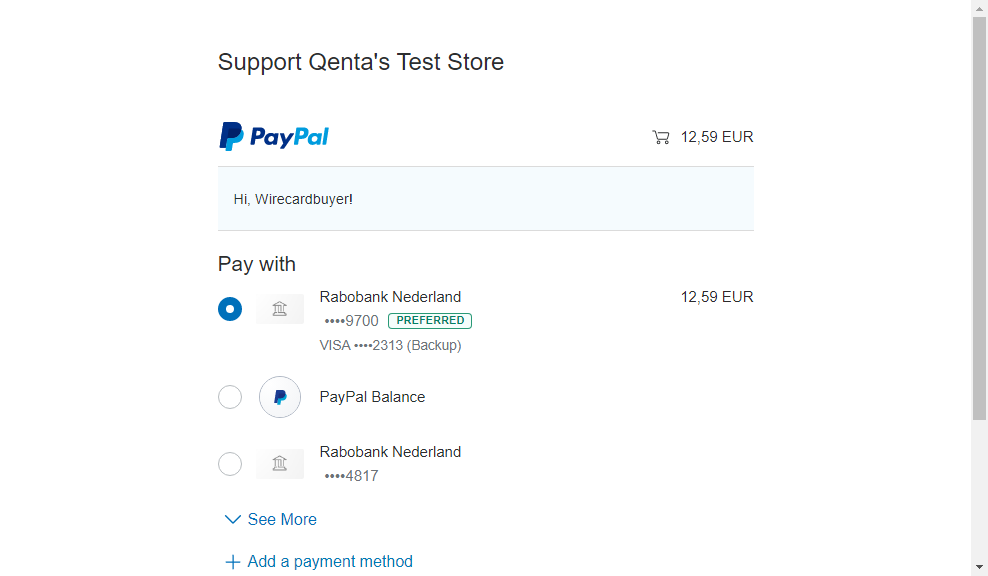 Support Qenta's Test Store
PayPal
12,59 EUR
Hi, Wirecardbuyer!
Pay with
Rabobank Nederland
12,59 EUR
••••9700 PREFERRED
VISA ••••2313 (Backup)
PayPal Balance
Rabobank Nederland
••••4817
See More
Add a payment method